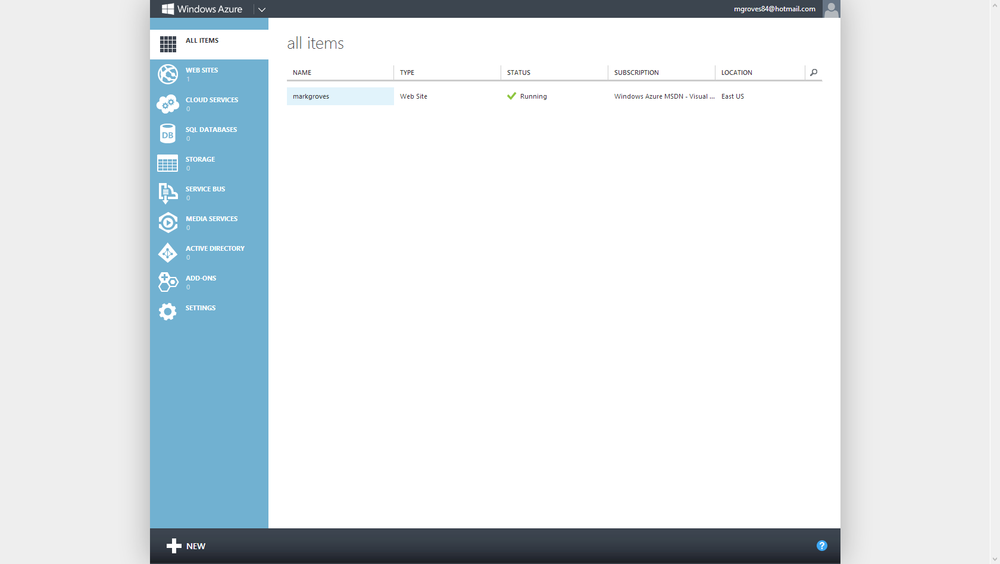 Windows Azure
mgroves84@hotmail.com
ALL ITEMS
WEB SITES
1
CLOUD SERVICES
0
SQL DATABASES
0
DB
STORAGE
0
SERVICE BUS
0
MEDIA SERVICES
0
ACTIVE DIRECTORY
0
ADD-ONS
0
SETTINGS
all items
NAME TYPE STATUS SUBSCRIPTION LOCATION
markgroves Web Site Running Windows Azure MSDN - Visual ... East US
NEW
?